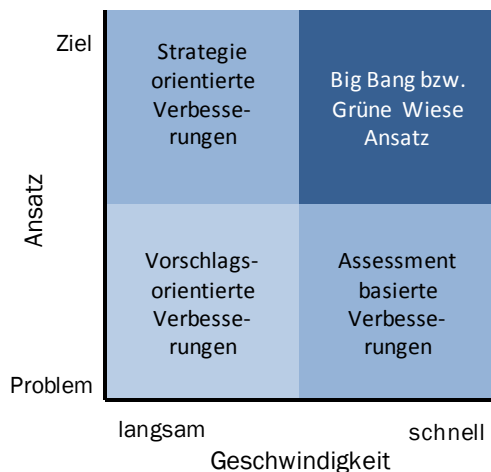 Ziel
Strategie
orientierte
Verbesse-
rungen
Big Bang bzw.
Grüne Wiese
Ansatz
Ansatz
Vorschlags-
orientierte
Verbesse-
rungen
Assessment
basierte
Verbesse-
rungen
Problem
langsam
schnell
Geschwindigkeit